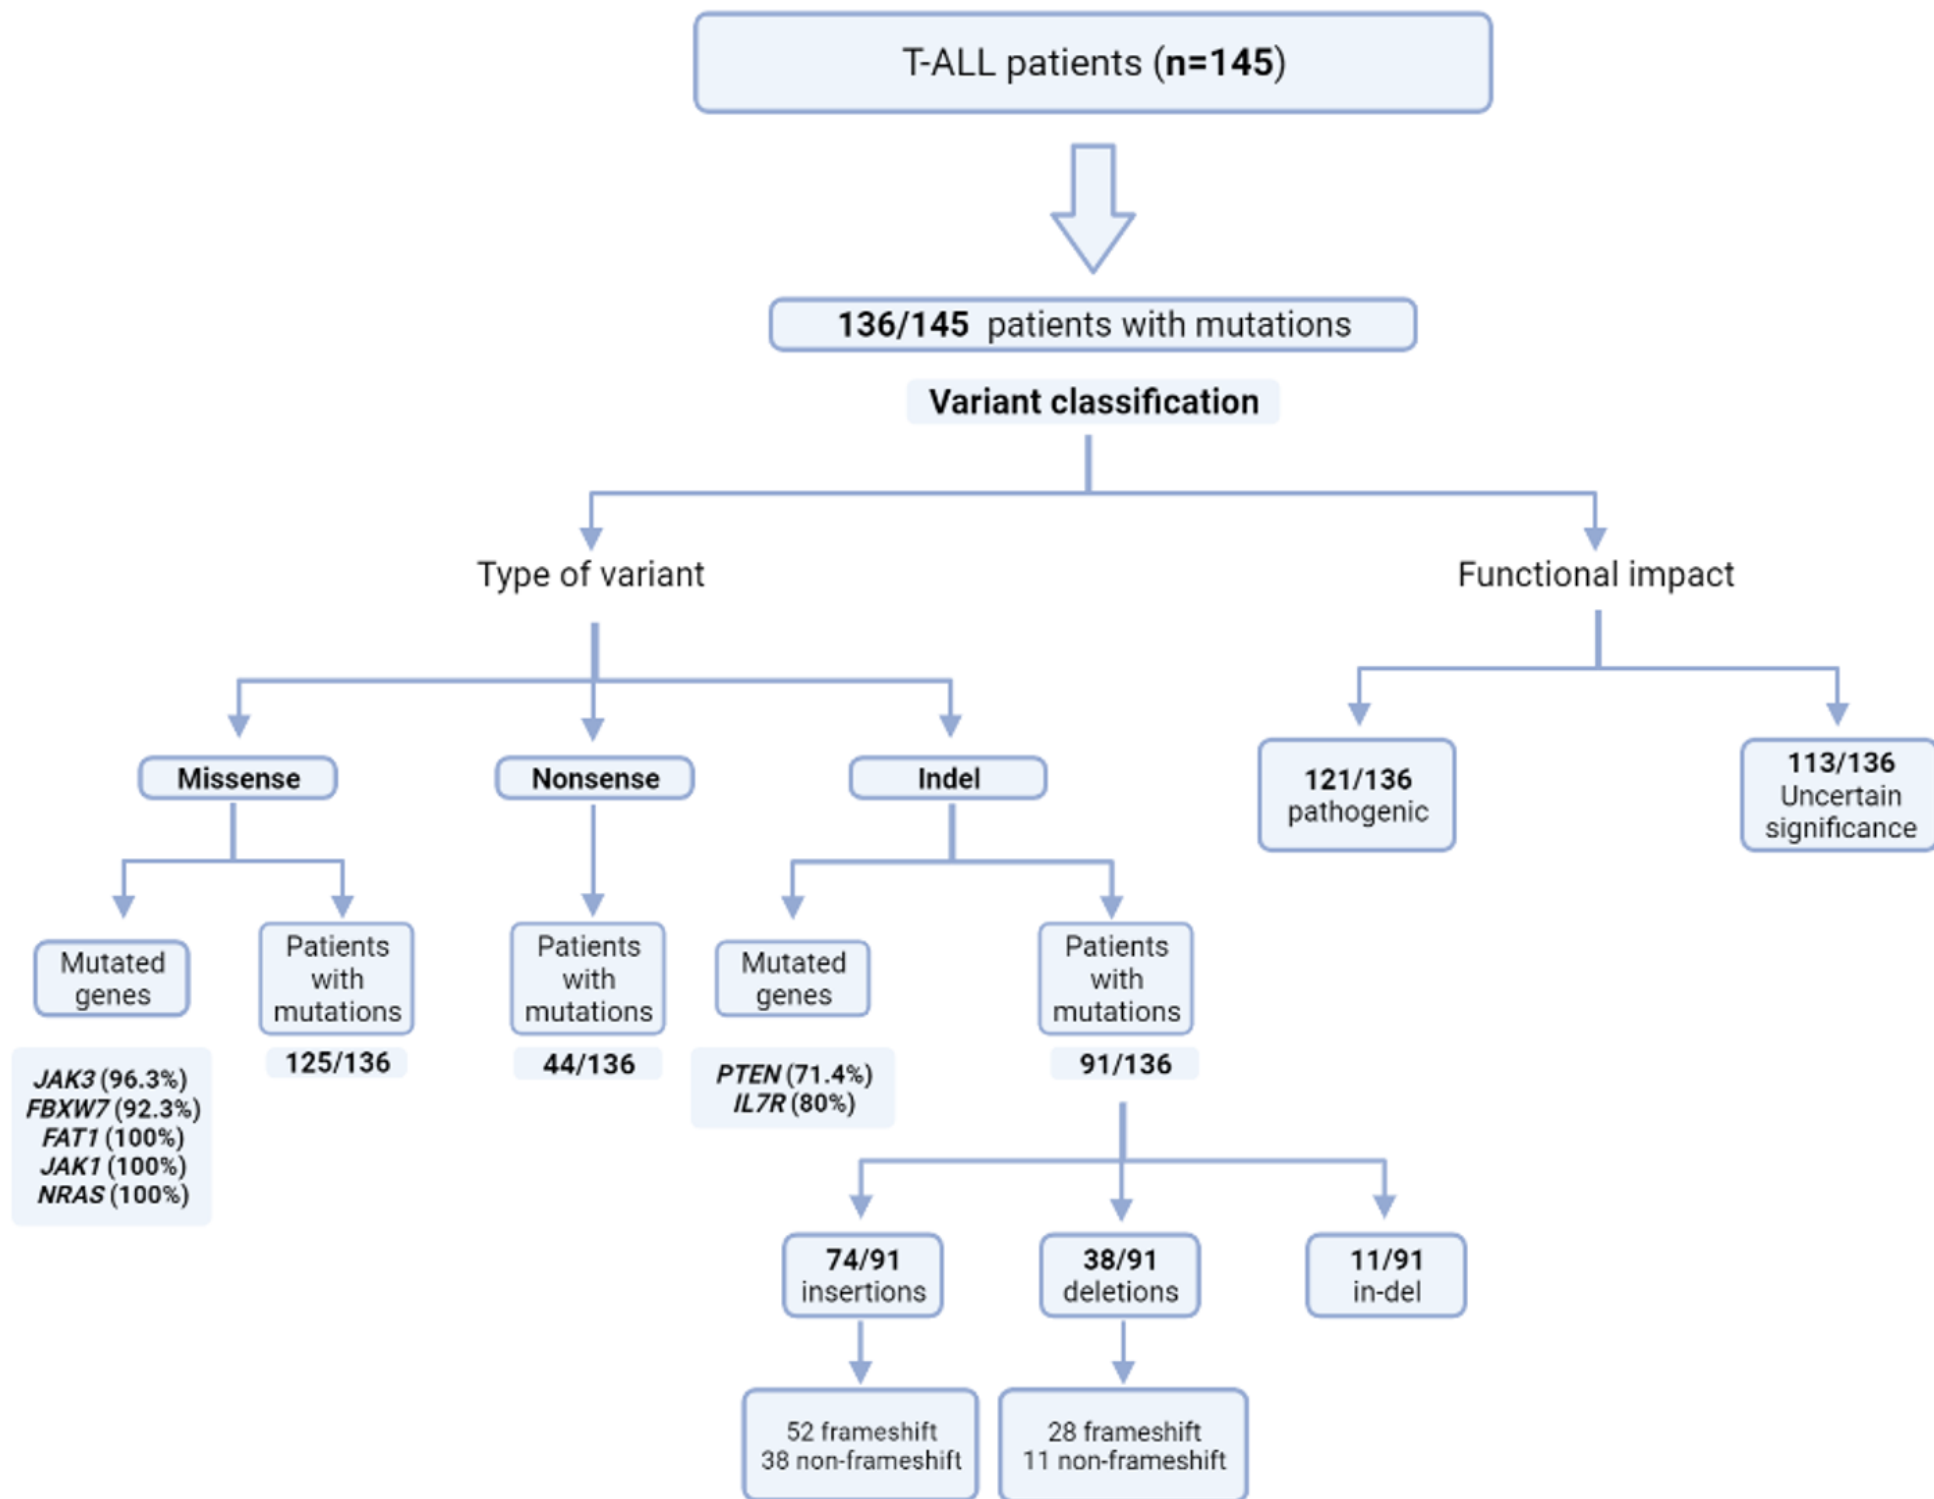 T-ALL patients (n=145)
136/145 patients with mutations
Variant classification
Type of variant
Functional impact
Missense
Nonsense
Indel
121/136
pathogenic
113/136
Uncertain
significance
Mutated
genes
Patients
with
mutations
Patients
with
mutations
Mutated
genes
Patients
with
mutations
JAK3 (96.3%)
FBXW7 (92.3%)
FAT1 (100%)
JAK1 (100%)
NRAS (100%)
125/136
44/136
PTEN (71.4%)
IL7R (80%)
91/136
74/91
insertions
38/91
deletions
11/91
in-del
52 frameshift
38 non-frameshift
28 frameshift
11 non-frameshift